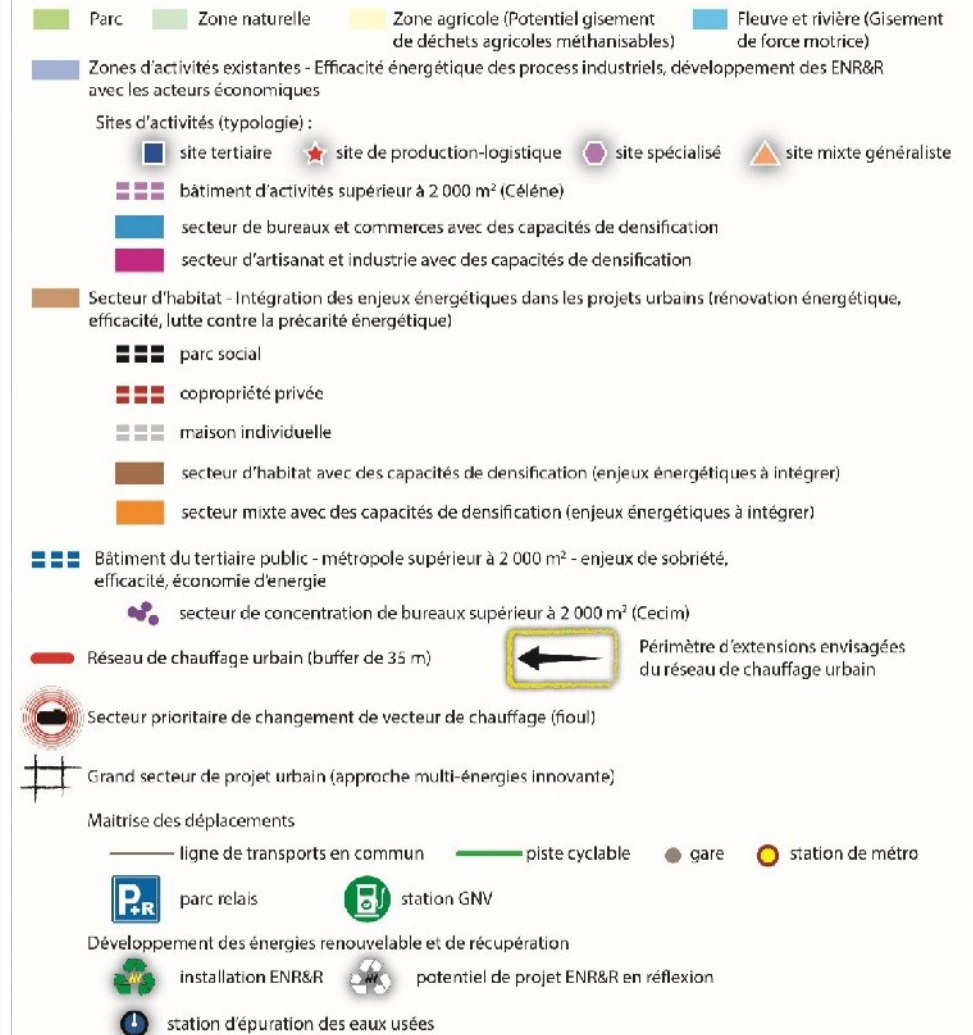 Parc
Zone naturelle
Zone agricole (Potentiel gisement
de déchets agricoles méthanisables)
Fleuve et rivière (Gisement
de force motrice)
Zones d'activités existantes - Efficacité énergétique des process industriels, développement des ENR&R
avec les acteurs économiques
Sites d'activités (typologie) :
site tertiaire
site de production-logistique
site spécialisé
site mixte généraliste
bâtiment d'activités supérieur à 2 000 m² (Céléne)
secteur de bureaux et commerces avec des capacités de densification
secteur d'artisanat et industrie avec des capacités de densification
Secteur d'habitat - Intégration des enjeux énergétiques dans les projets urbains (rénovation énergétique,
efficacité, lutte contre la précarité énergétique)
parc social
copropriété privée
maison individuelle
secteur d'habitat avec des capacités de densification (enjeux énergétiques à intégrer)
secteur mixte avec des capacités de densification (enjeux énergétiques à intégrer)
Bâtiment du tertiaire public - métropole supérieur à 2 000 m² - enjeux de sobriété,
efficacité, économie d'energie
secteur de concentration de bureaux supérieur à 2 000 m² (Cecim)
Réseau de chauffage urbain (buffer de 35 m)
Périmètre d'extensions envisagées
du réseau de chauffage urbain
Secteur prioritaire de changement de vecteur de chauffage (fioul)
Grand secteur de projet urbain (approche multi-énergies innovante)
Maitrise des déplacements
ligne de transports en commun
piste cyclable
gare
station de métro
P+R
parc relais
station GNV
Développement des énergies renouvelable et de récupération
installation ENR&R
potentiel de projet ENR&R en réflexion
station d'épuration des eaux usées